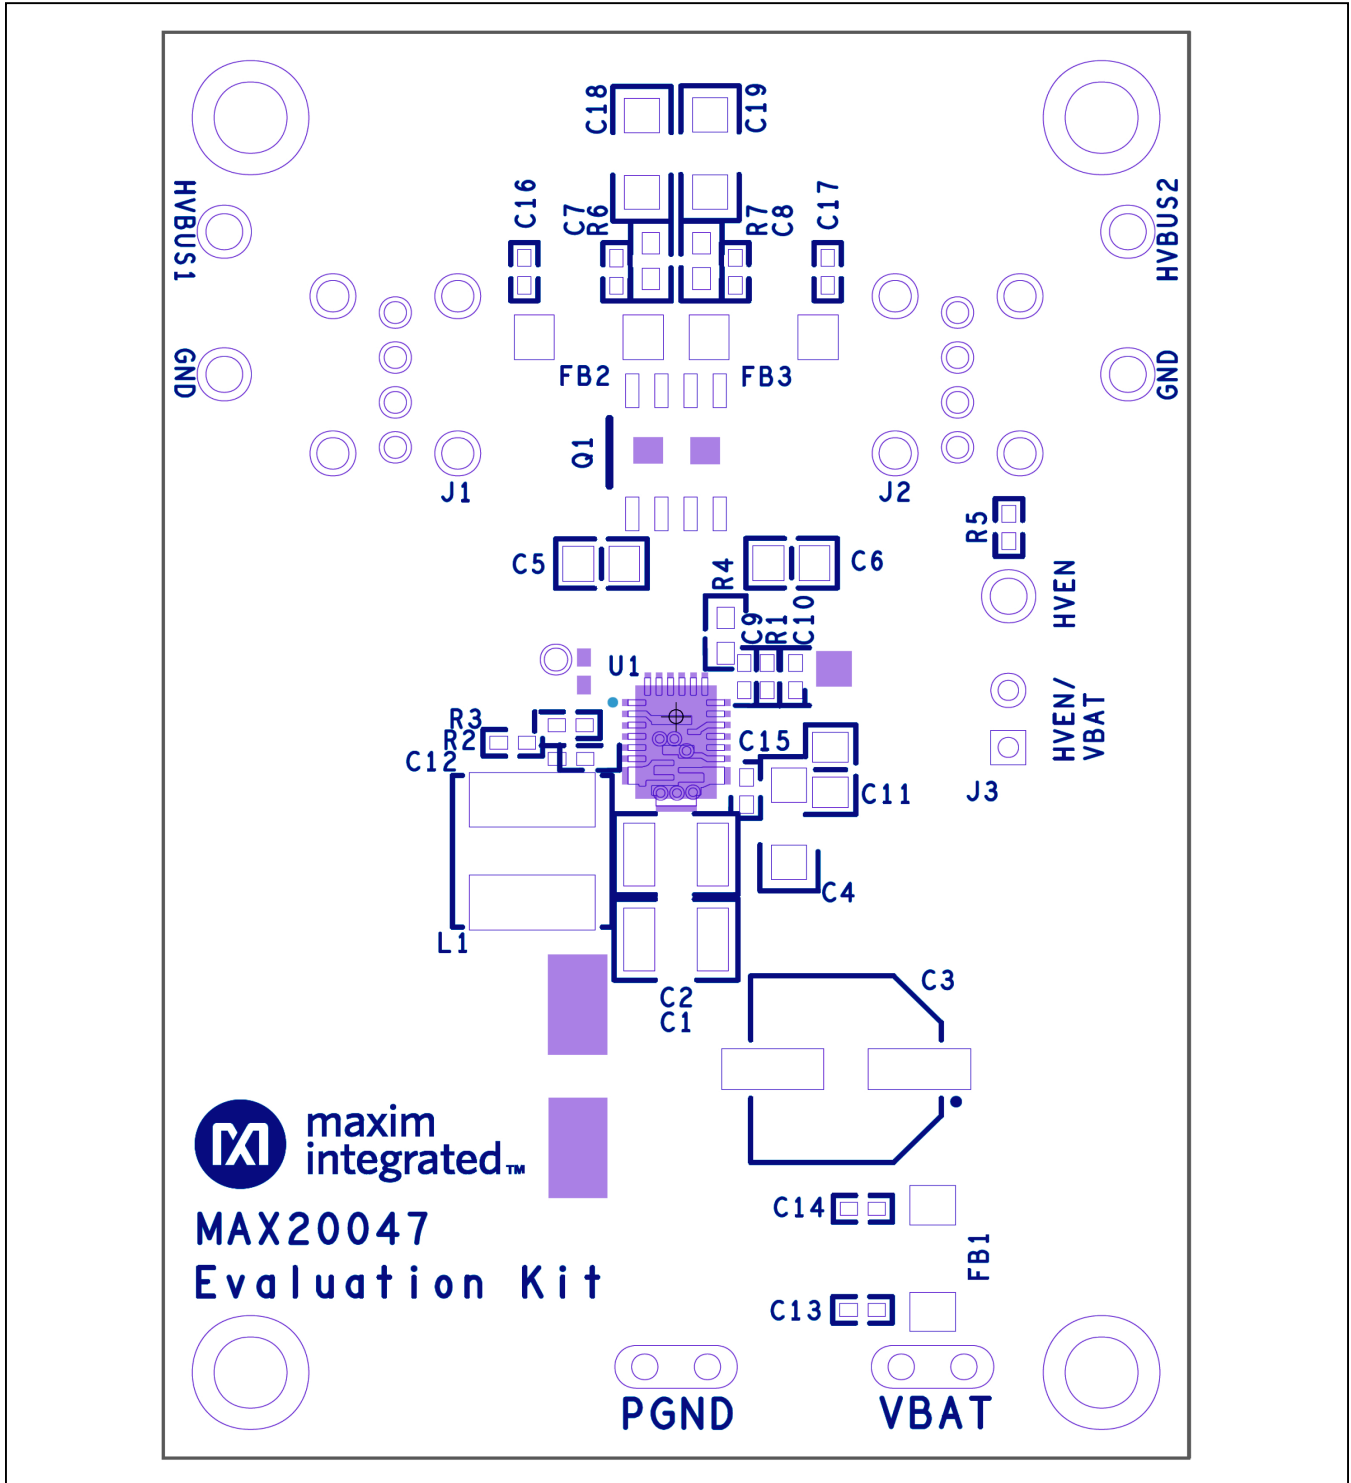 C18
C19
HVBUS1
C16
C7
R6
R7
C8
C17
HVBUS2
GND
FB2
FB3
GND
Q1
J1
J2
R5
C5
C6
R4
HVEN
C9
R1
C10
U1
HVEN/
VBAT
R3
R2
C12
C15
C11
J3
C4
L1
C3
C2
C1
maxim
integrated™
MAX20047
Evaluation Kit
C14
FB1
C13
PGND
VBAT